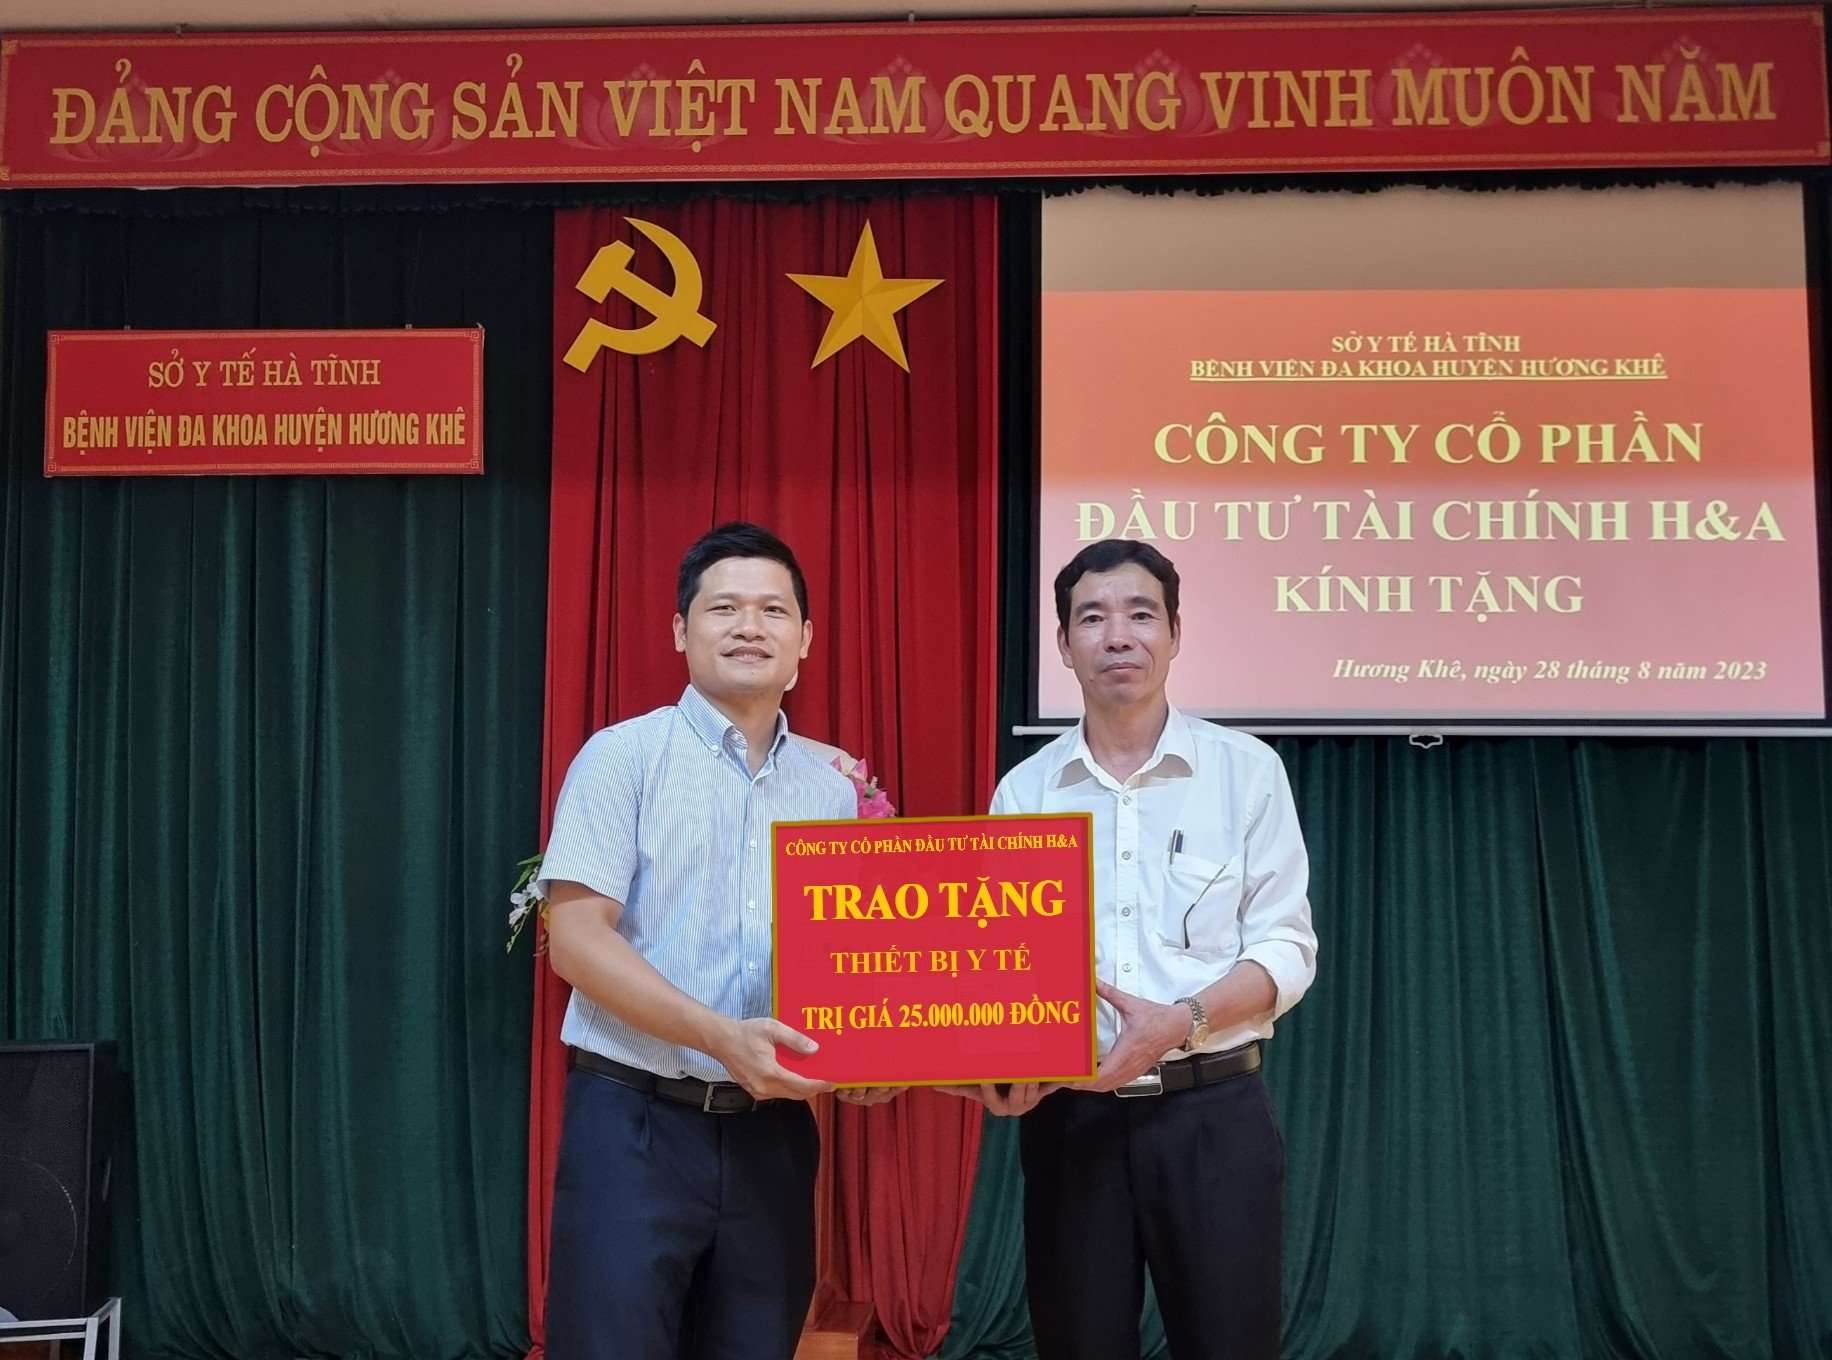 ĐẢNG CỘNG SẢN VIỆT NAM QUANG VINH MUÔN NĂM
SỞ Y TẾ HÀ TĨNH
BỆNH VIỆN ĐA KHOA HUYỆN HƯƠNG KHÊ
SỞ Y TẾ HÀ TĨNH
BỆNH VIỆN ĐA KHOA HUYỆN HƯƠNG KHÊ
CÔNG TY CỔ PHẦN
ĐẦU TƯ TÀI CHÍNH H&A
KÍNH TẶNG
Hương Khê, ngày 28 tháng 8 năm 2023
CÔNG TY CỔ PHẦN ĐẦU TƯ TÀI CHÍNH H&A
TRAO TẶNG
THIẾT BỊ Y TẾ
TRỊ GIÁ 25.000.000 ĐỒNG